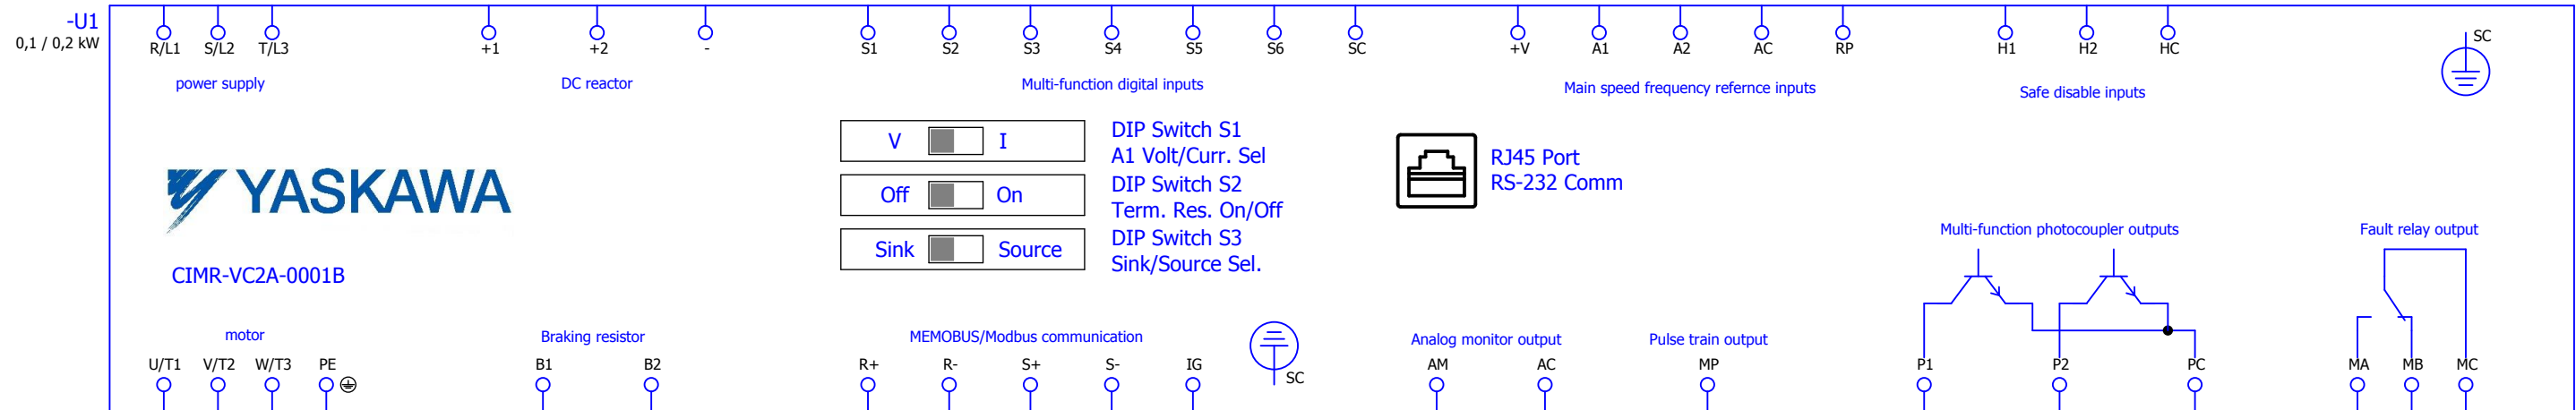 -U1
0,1 / 0,2 kW
R/L1 S/L2 T/L3 +1 +2 - S1 S2 S3 S4 S5 S6 SC +V A1 A2 AC RP H1 H2 HC SC
power supply DC reactor Multi-function digital inputs Main speed frequency refernce inputs Safe disable inputs
V I DIP Switch S1
A1 Volt/Curr. Sel
Off On DIP Switch S2
Term. Res. On/Off
Sink Source DIP Switch S3
Sink/Source Sel.
RJ45 Port
RS-232 Comm
YASKAWA
CIMR-VC2A-0001B
Multi-function photocoupler outputs Fault relay output
motor Braking resistor MEMOBUS/Modbus communication Analog monitor output Pulse train output
U/T1 V/T2 W/T3 PE B1 B2 R+ R- S+ S- IG SC AM AC MP P1 P2 PC MA MB MC